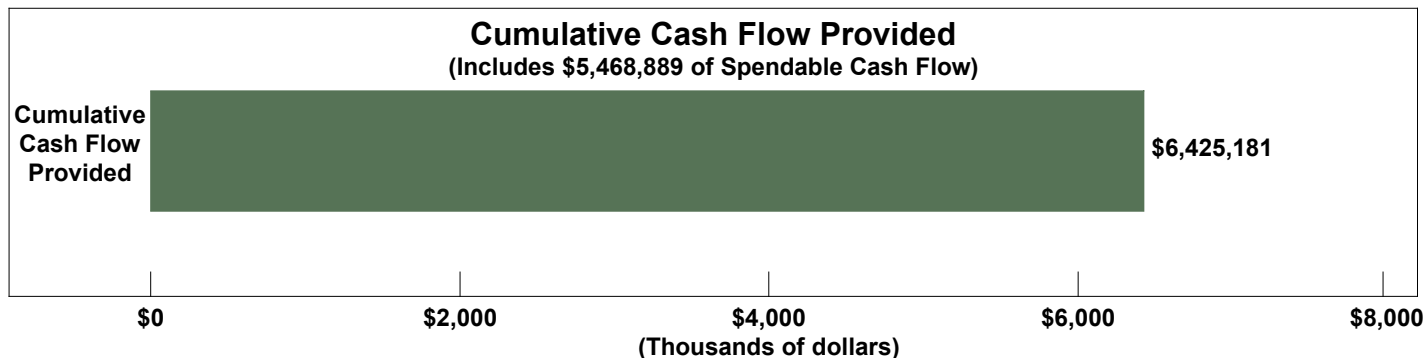 Cumulative Cash Flow Provided
(Includes $5,468,889 of Spendable Cash Flow)
Cumulative
Cash Flow
Provided
$6,425,181
$0 $2,000 $4,000 $6,000 $8,000
(Thousands of dollars)